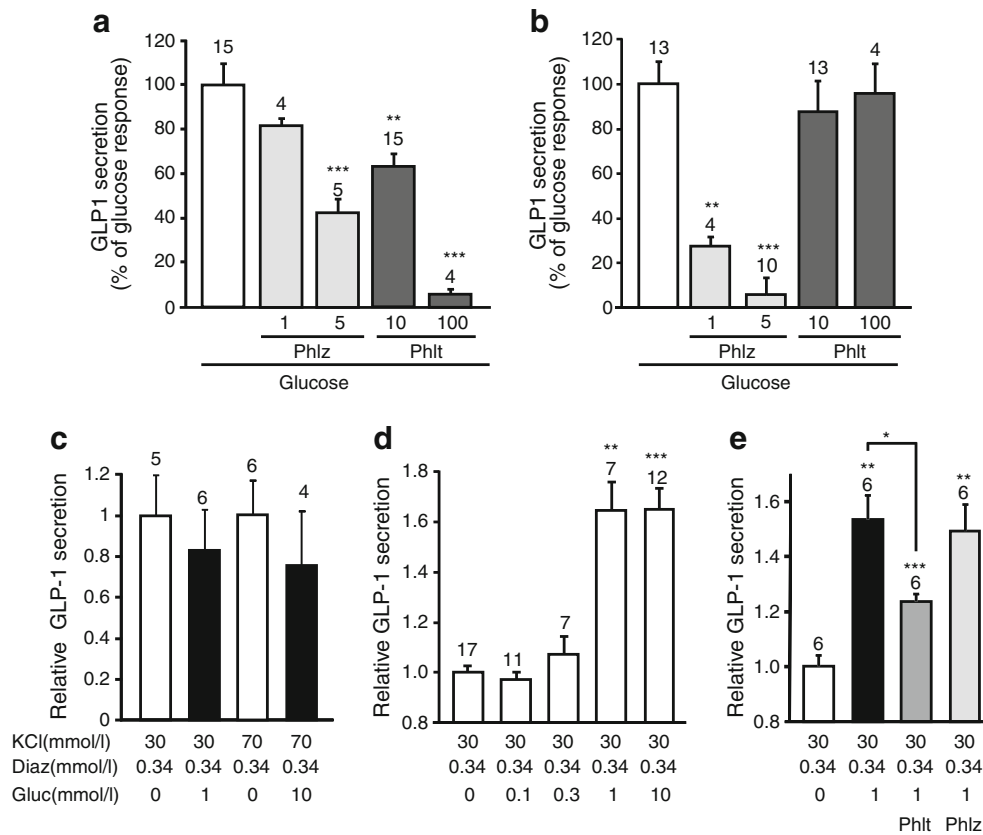 a
GLP1 secretion
(% of glucose response)
120
100
80
60
40
20
0
15
4
***
5
**
15
***
4
1 5 10 100
Phlz Phlt
Glucose
b
GLP1 secretion
(% of glucose response)
120
100
80
60
40
20
0
13
**
4
***
10
13
4
1 5 10 100
Phlz Phlt
Glucose
c
Relative GLP-1 secretion
1.2
1
0.8
0.6
0.4
0.2
0
5
6
6
4
KCl(mmol/l) 30 30 70 70
Diaz(mmol/l) 0.34 0.34 0.34 0.34
Gluc(mmol/l) 0 1 0 10
d
Relative GLP-1 secretion
1.8
1.6
1.4
1.2
1.0
0.8
17
11
7
**
7
***
12
30 30 30 30 30
0.34 0.34 0.34 0.34 0.34
0 0.1 0.3 1 10
e
Relative GLP-1 secretion
1.6
1.4
1.2
1.0
0.8
*
6
**
6
***
6
**
6
30 30 30 30
0.34 0.34 0.34 0.34
0 1 1 1
Phlt Phlz